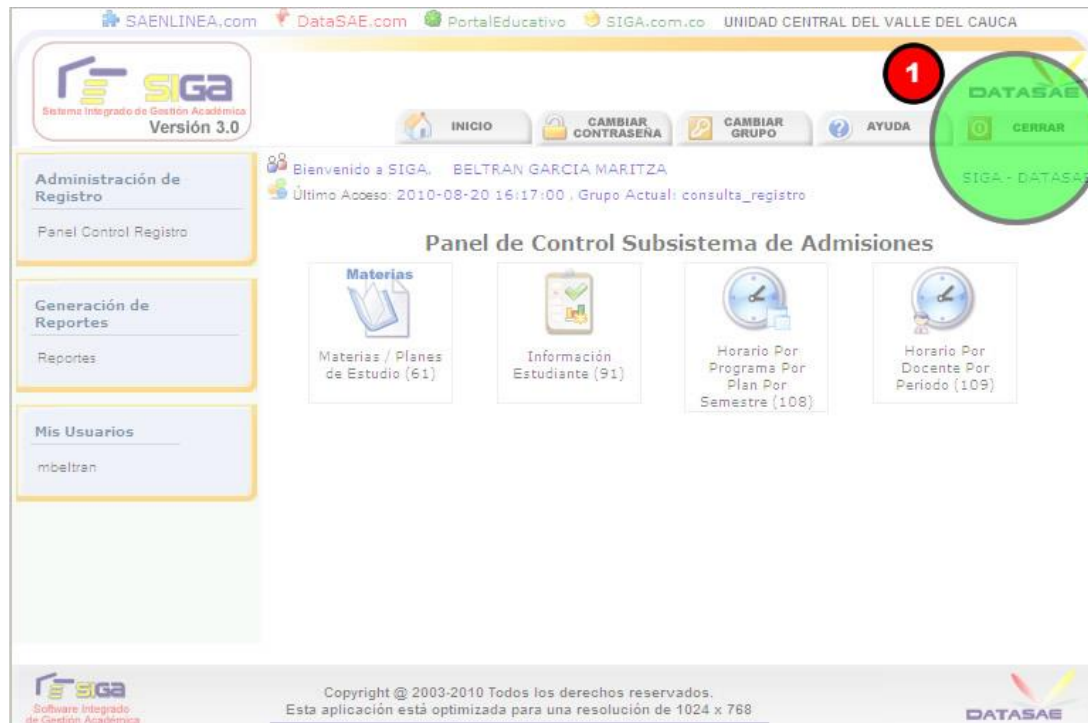 SAENLINEA.com DataSAE.com PortalEducativo SIGA.com.co UNIDAD CENTRAL DEL VALLE DEL CAUCA
SIGa
Sistema Integrado de Gestión Académica
Versión 3.0
1
DATASAE
INICIO
CAMBIAR
CONTRASEÑA
CAMBIAR
GRUPO
AYUDA
CERRAR
Bienvenido a SIGA, BELTRAN GARCIA MARITZA
SIGA - DATASAE
Último Acceso: 2010-08-20 16:17:00 , Grupo Actual: consulta_registro
Administración de
Registro
Panel Control Registro
Generación de
Reportes
Reportes
Mis Usuarios
mbeltran
Panel de Control Subsistema de Admisiones
Materias
Materias / Planes
de Estudio (61)
Información
Estudiante (91)
Horario Por
Programa Por
Plan Por
Semestre (108)
Horario Por
Docente Por
Periodo (109)
SIGa
Software Integrado
de Gestión Académica
Copyright @ 2003-2010 Todos los derechos reservados.
Esta aplicación está optimizada para una resolución de 1024 x 768
DATASAE